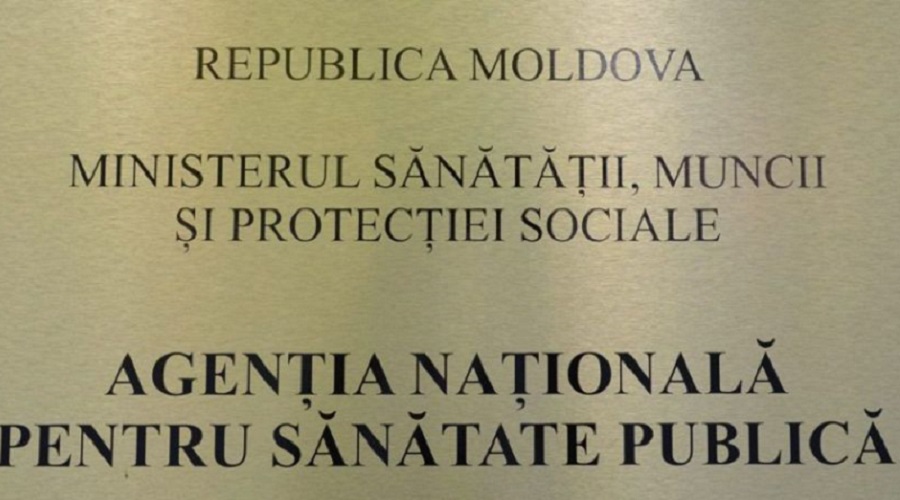 REPUBLICA MOLDOVA
MINISTERUL SĂNĂTĂȚII, MUNCII
ȘI PROTECȚIEI SOCIALE
AGENȚIA NAȚIONALĂ
PENTRU SĂNĂTATE PUBLICĂ